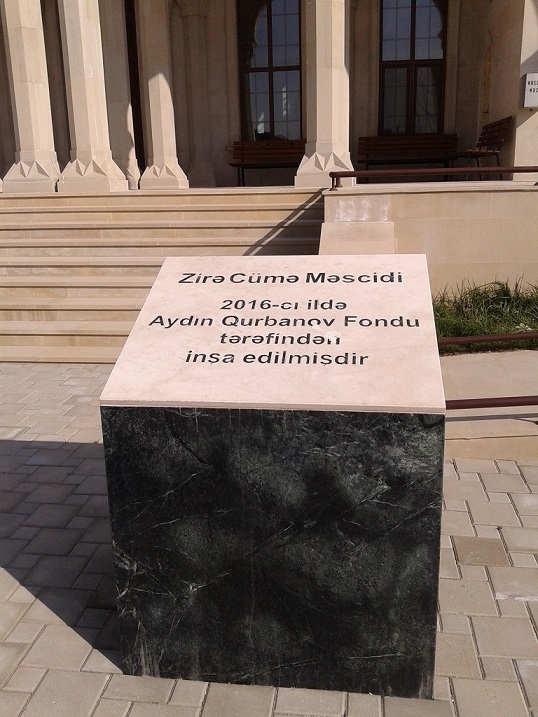 Zirə Cümə Məscidi
2016-cı ildə
Aydın Qurbanov Fondu
tərəfindən
inşa edilmişdir